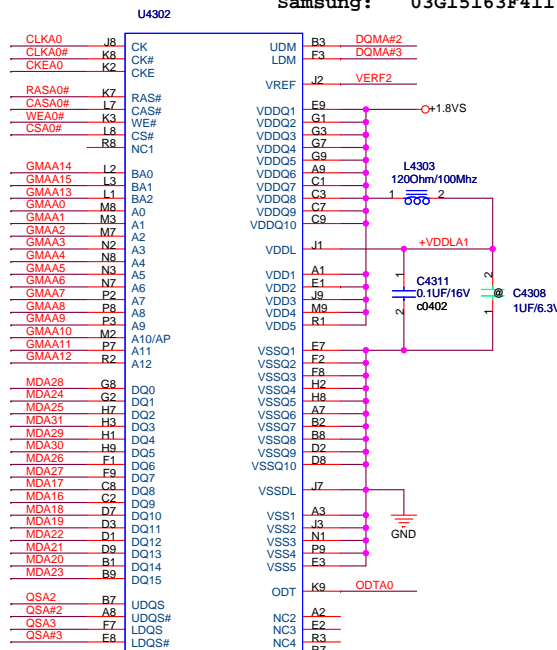 Samsung: 03G15163F411
U4302
CLKA0 J8 CK
CLKA0# K8 CK#
CKEA0 K2 CKE
RASA0# K7 RAS#
CASA0# L7 CAS#
WEA0# K3 WE#
CSA0# L8 CS#
R8 NC1
GMAA14 L2 BA0
GMAA15 L3 BA1
GMAA13 L1 BA2
GMAA0 M8 A0
GMAA1 M3 A1
GMAA2 M7 A2
GMAA3 N2 A3
GMAA4 N8 A4
GMAA5 N3 A5
GMAA6 N7 A6
GMAA7 P2 A7
GMAA8 P8 A8
GMAA9 P3 A9
GMAA10 M2 A10/AP
GMAA11 P7 A11
GMAA12 R2 A12
MDA28 G8 DQ0
MDA24 G2 DQ1
MDA25 H7 DQ2
MDA31 H3 DQ3
MDA29 H1 DQ4
MDA30 H9 DQ5
MDA26 F1 DQ6
MDA27 F9 DQ7
MDA17 C8 DQ8
MDA16 C2 DQ9
MDA18 D7 DQ10
MDA19 D3 DQ11
MDA22 D1 DQ12
MDA21 D9 DQ13
MDA20 B1 DQ14
MDA23 B9 DQ15
QSA2 B7 UDQS
QSA#2 A8 UDQS#
QSA3 F7 LDQS
QSA#3 E8 LDQS#
UDM B3 DQMA#2
LDM F3 DQMA#3
VREF J2 VERF2
VDDQ1 E9
VDDQ2 G1
VDDQ3 G3
VDDQ4 G7
VDDQ5 G9
VDDQ6 A9
VDDQ7 C1
VDDQ8 C3
VDDQ9 C7
VDDQ10 C9
VDDL J1
VDD1 A1
VDD2 E1
VDD3 J9
VDD4 M9
VDD5 R1
VSSQ1 E7
VSSQ2 F2
VSSQ3 F8
VSSQ4 H2
VSSQ5 H8
VSSQ6 A7
VSSQ7 B2
VSSQ8 B8
VSSQ9 D2
VSSQ10 D8
VSSDL J7
VSS1 A3
VSS2 J3
VSS3 N1
VSS4 P9
VSS5 E3
ODT K9 ODTA0
NC2 A2
NC3 E2
NC4 R3
+1.8VS
L4303
120Ohm/100Mhz
1 2
+VDDLA1
1
C4311
0.1UF/16V
c0402
2
2
@
C4308
1UF/6.3V
1
GND